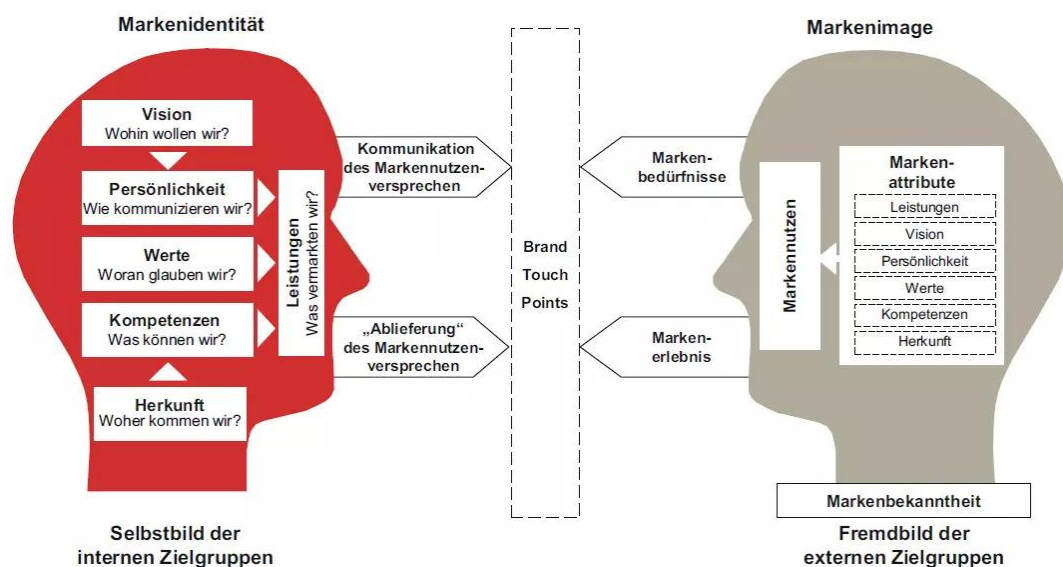 Markenidentität
Vision
Wohin wollen wir?
Persönlichkeit
Wie kommunizieren wir?
Werte
Woran glauben wir?
Kompetenzen
Was können wir?
Herkunft
Woher kommen wir?
Leistungen
Was vermarkten wir?
Selbstbild der
internen Zielgruppen
Kommunikation
des Markennutzen-
versprechen
„Ablieferung“
des Markennutzen-
versprechen
Brand
Touch
Points
Marken-
bedürfnisse
Marken-
erlebnis
Markenimage
Markennutzen
Marken-
attribute
Leistungen
Vision
Persönlichkeit
Werte
Kompetenzen
Herkunft
Markenbekanntheit
Fremdbild der
externen Zielgruppen